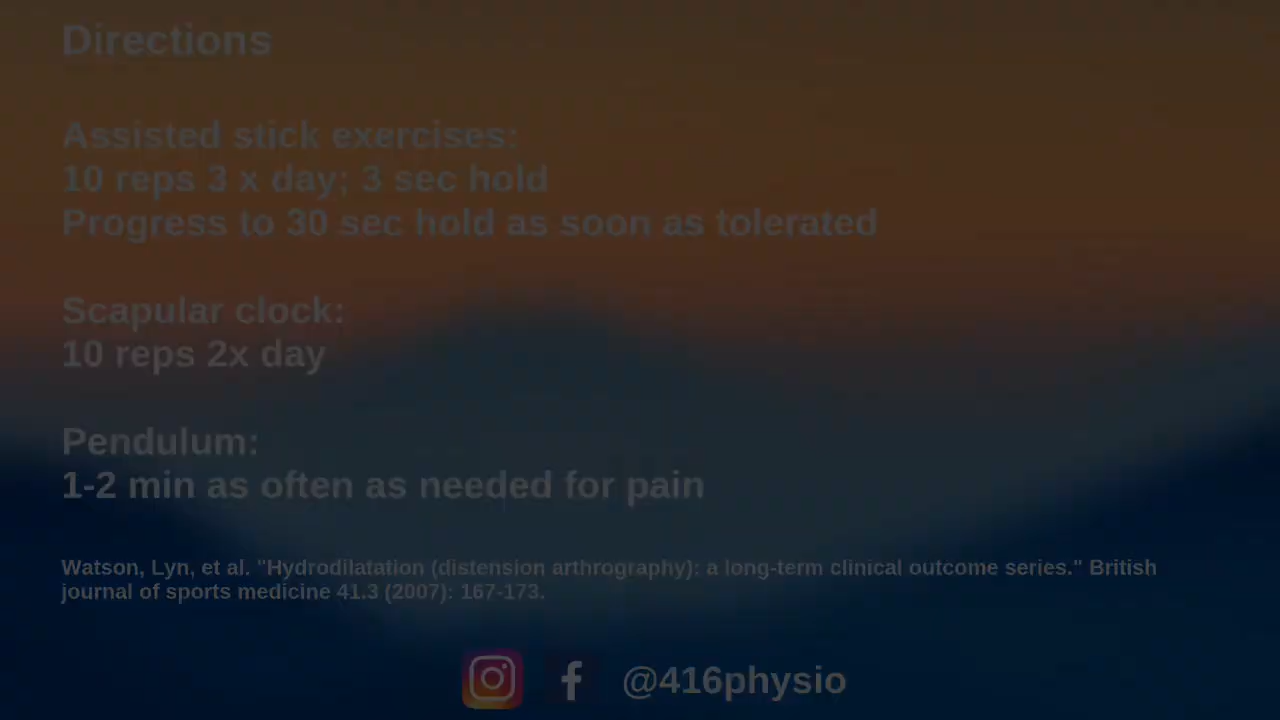 Directions
Assisted stick exercises:
10 reps 3 x day; 3 sec hold
Progress to 30 sec hold as soon as tolerated
Scapular clock:
10 reps 2x day
Pendulum:
1-2 min as often as needed for pain
Watson, Lyn, et al. "Hydrodilatation (distension arthrography): a long-term clinical outcome series." British
journal of sports medicine 41.3 (2007): 167-173.
@416physio